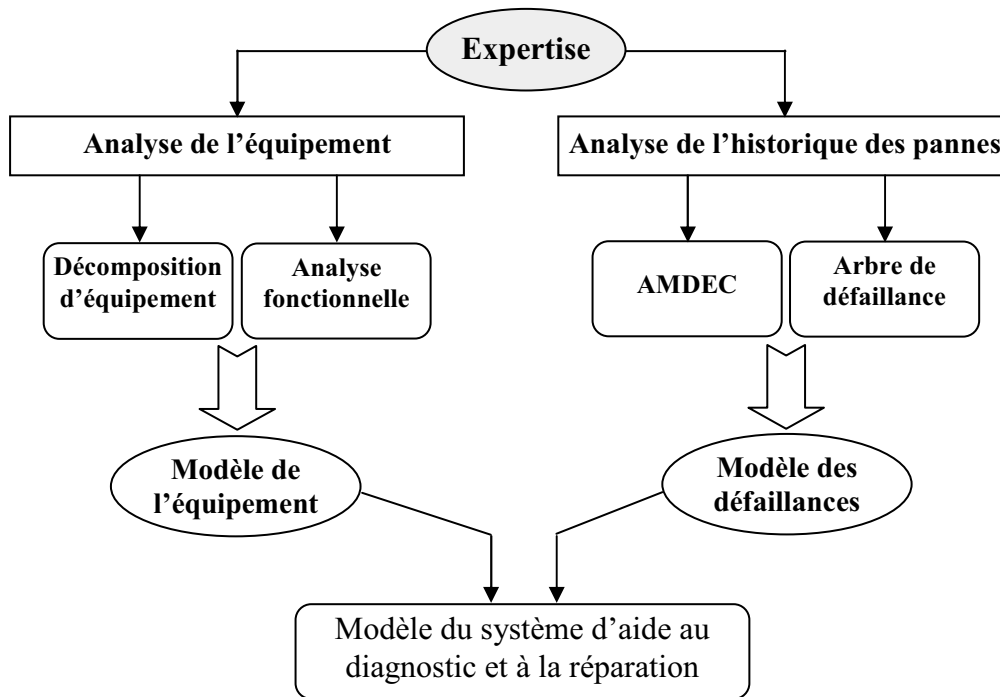 Expertise
Analyse de l’équipement
Analyse de l’historique des pannes
Décomposition
d’équipement
Analyse
fonctionnelle
AMDEC
Arbre de
défaillance
Modèle de
l’équipement
Modèle des
défaillances
Modèle du système d’aide au
diagnostic et à la réparation